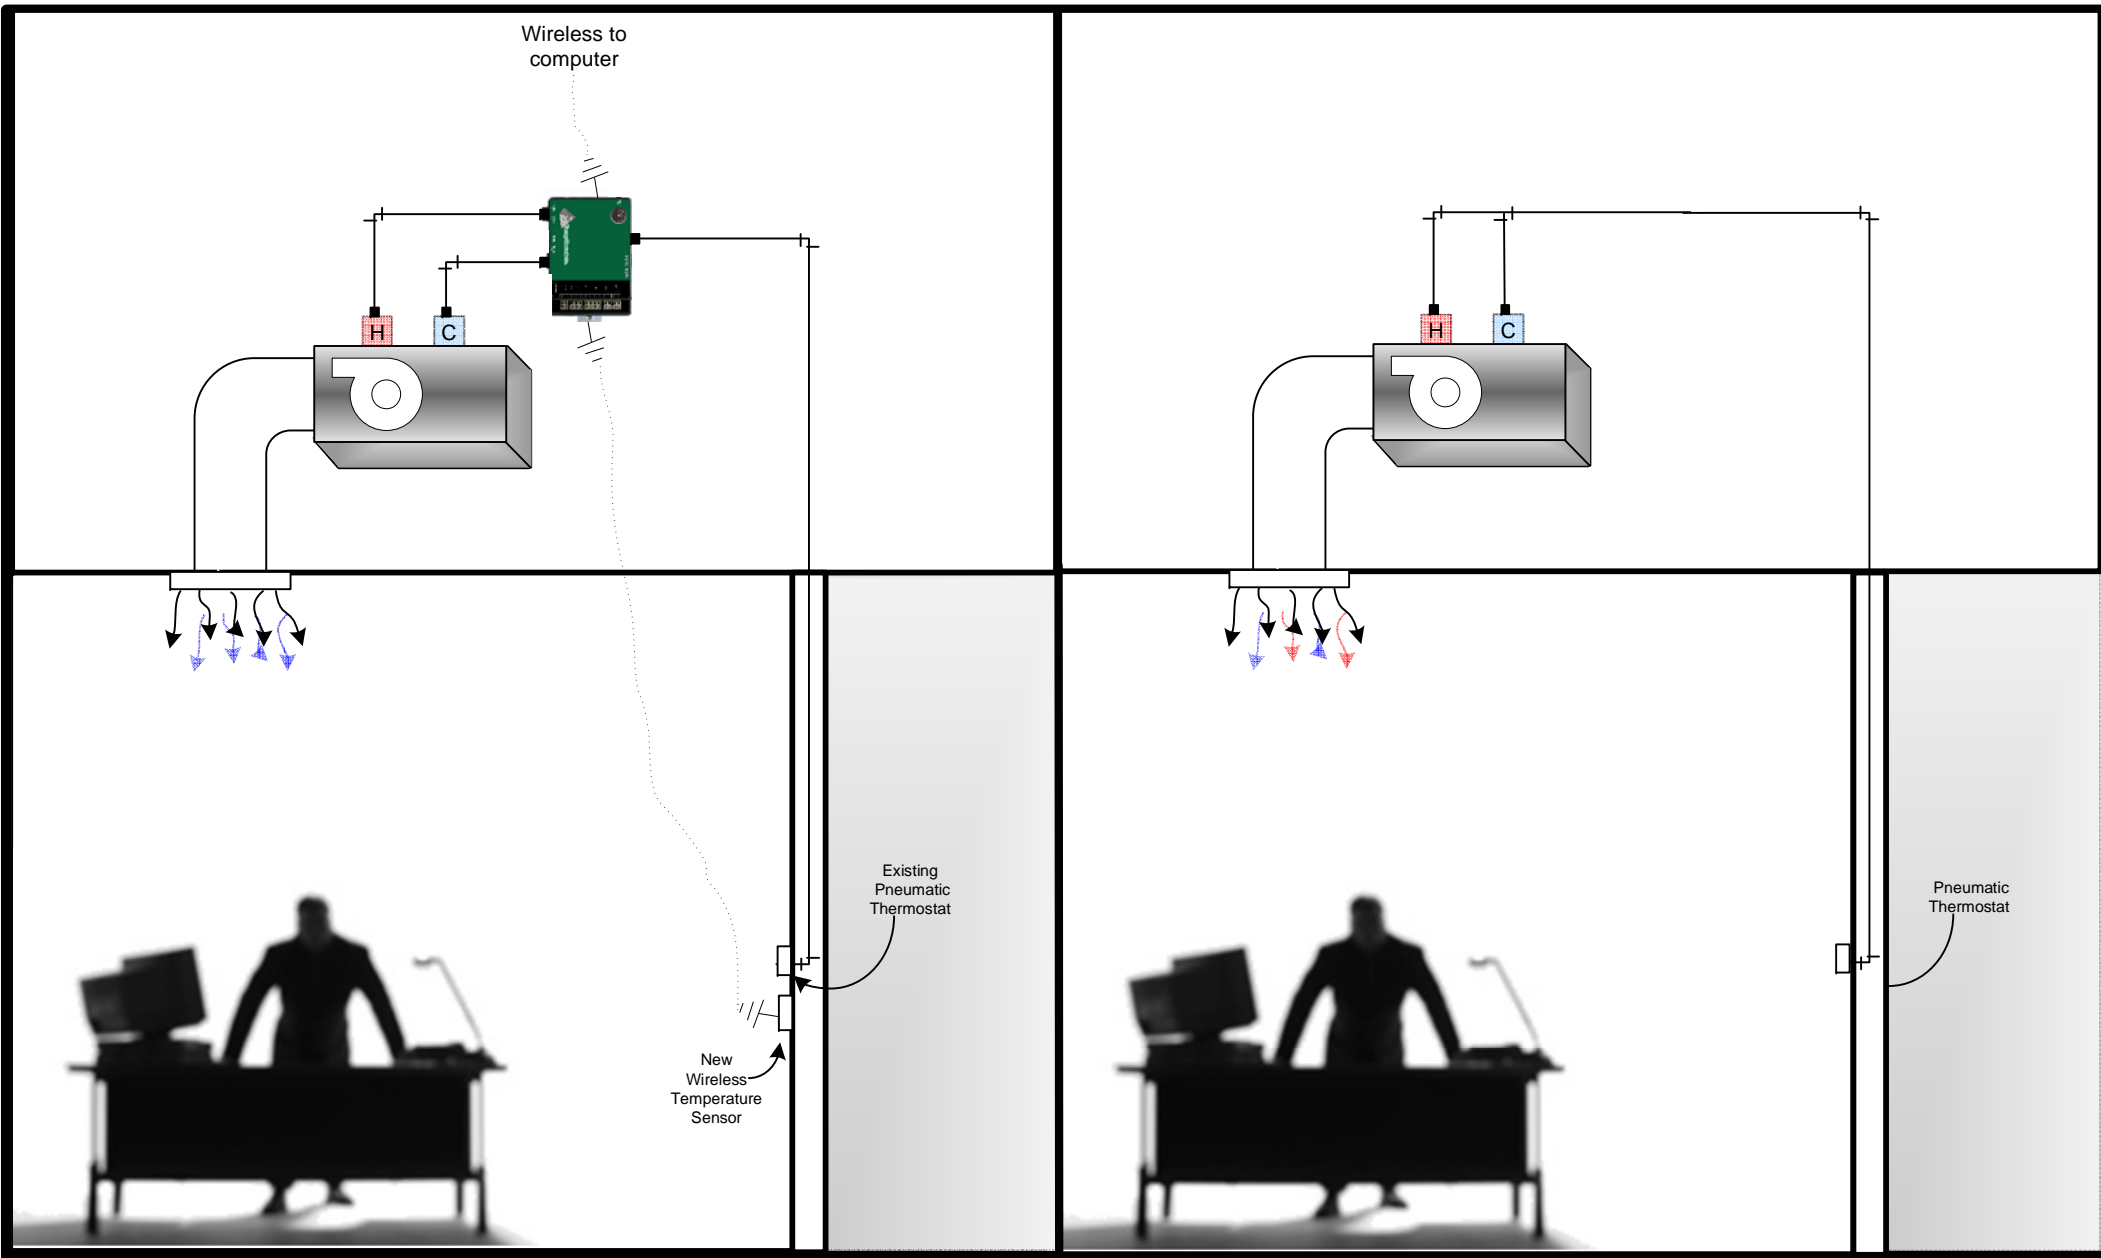 Wireless to
computer
H
C
H
C
Existing
Pneumatic
Thermostat
New
Wireless
Temperature
Sensor
Pneumatic
Thermostat